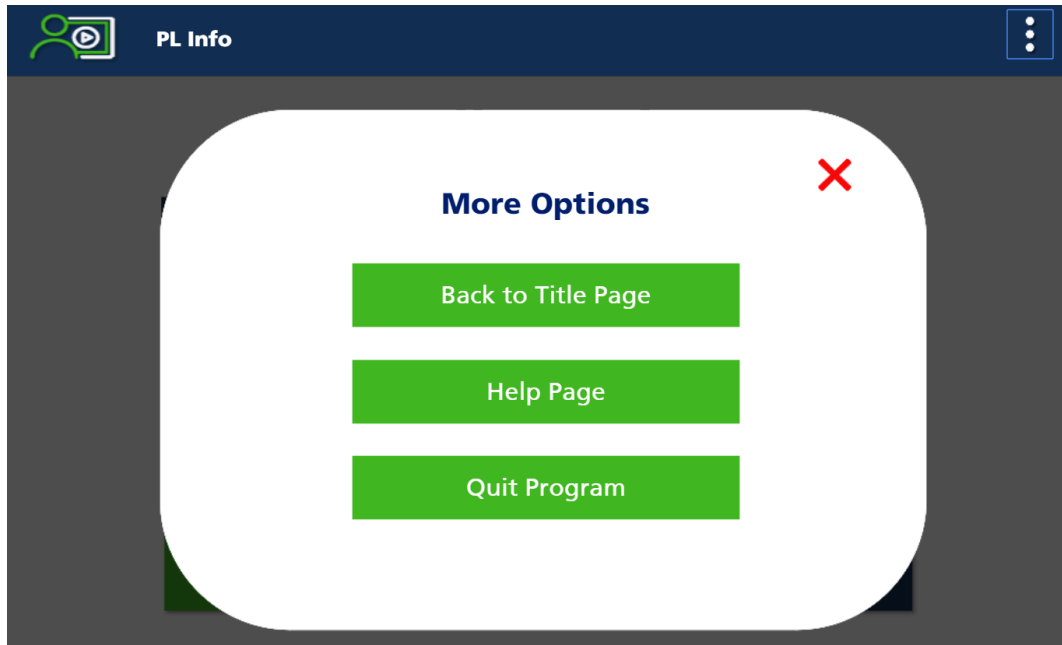 PL Info
More Options
Back to Title Page
Help Page
Quit Program